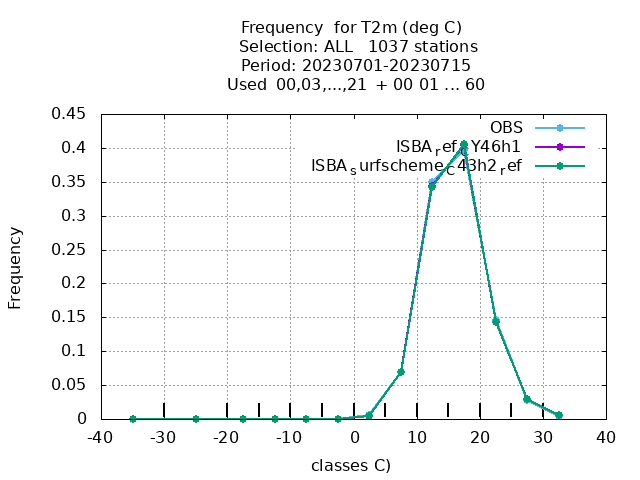 Frequency  for T2m (deg C)
Selection: ALL   1037 stations
Period: 20230701-20230715
Used  00,03,...,21  + 00 01 ... 60
OBS
ISBA_ref_CY46h1
ISBA_surfscheme_C43h2_ref
0.45
0.4
0.35
0.3
0.25
0.2
0.15
0.1
0.05
0
Frequency
-40 -30 -20 -10 0 10 20 30 40
classes C)